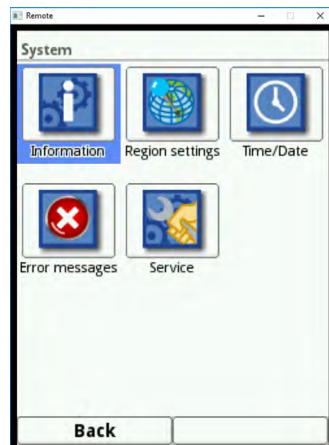 Remote
System
Information Region settings Time/Date
Error messages Service
Back